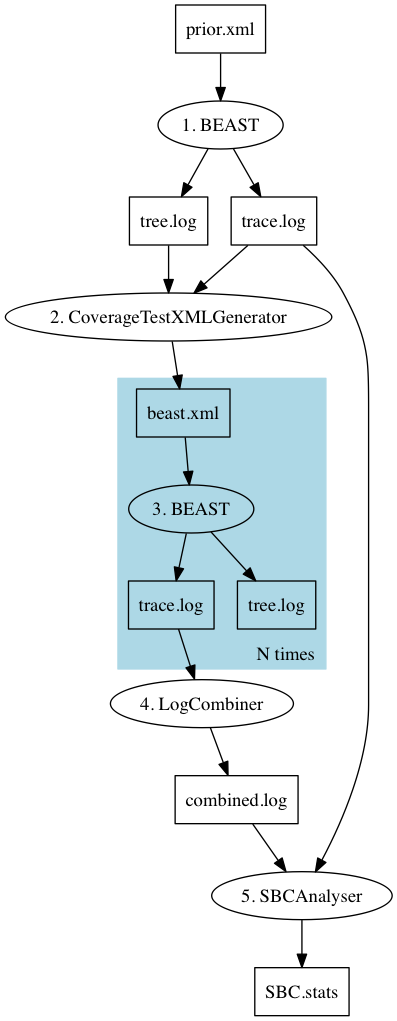 prior.xml
1. BEAST
tree.log
trace.log
2. CoverageTestXMLGenerator
beast.xml
3. BEAST
trace.log
tree.log
N times
4. LogCombiner
combined.log
5. SBCAnalyser
SBC.stats